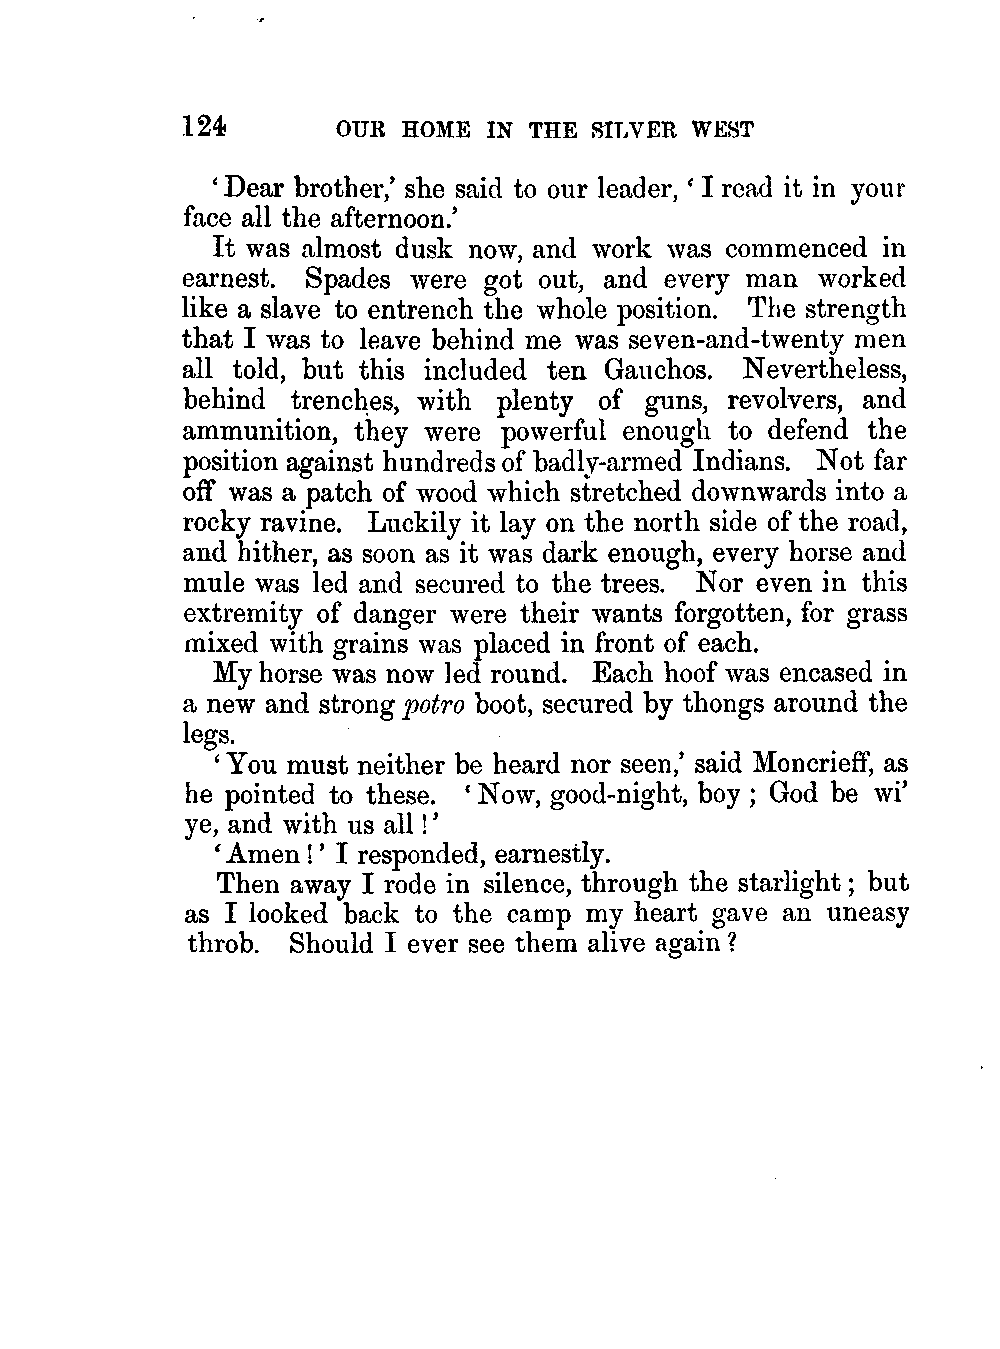 124 OUR HOME IN THE SILVER WEST
‘Dear brother,’ she said to our leader, ‘I read it in your
face all the afternoon.’
It was almost dusk now, and work was commenced in
earnest. Spades were got out, and every man worked
like a slave to entrench the whole position. The strength
that I was to leave behind me was seven-and-twenty men
all told, but this included ten Gauchos. Nevertheless,
behind trenches, with plenty of guns, revolvers, and
ammunition, they were powerful enough to defend the
position against hundreds of badly-armed Indians. Not far
off was a patch of wood which stretched downwards into a
rocky ravine. Luckily it lay on the north side of the road,
and hither, as soon as it was dark enough, every horse and
mule was led and secured to the trees. Nor even in this
extremity of danger were their wants forgotten, for grass
mixed with grains was placed in front of each.
My horse was now led round. Each hoof was encased in
a new and strong potro boot, secured by thongs around the
legs.
‘You must neither be heard nor seen,’ said Moncrieff, as
he pointed to these. ‘Now, good-night, boy; God be wi’
ye, and with us all!’
‘Amen!’ I responded, earnestly.
Then away I rode in silence, through the starlight; but
as I looked back to the camp my heart gave an uneasy
throb. Should I ever see them alive again?